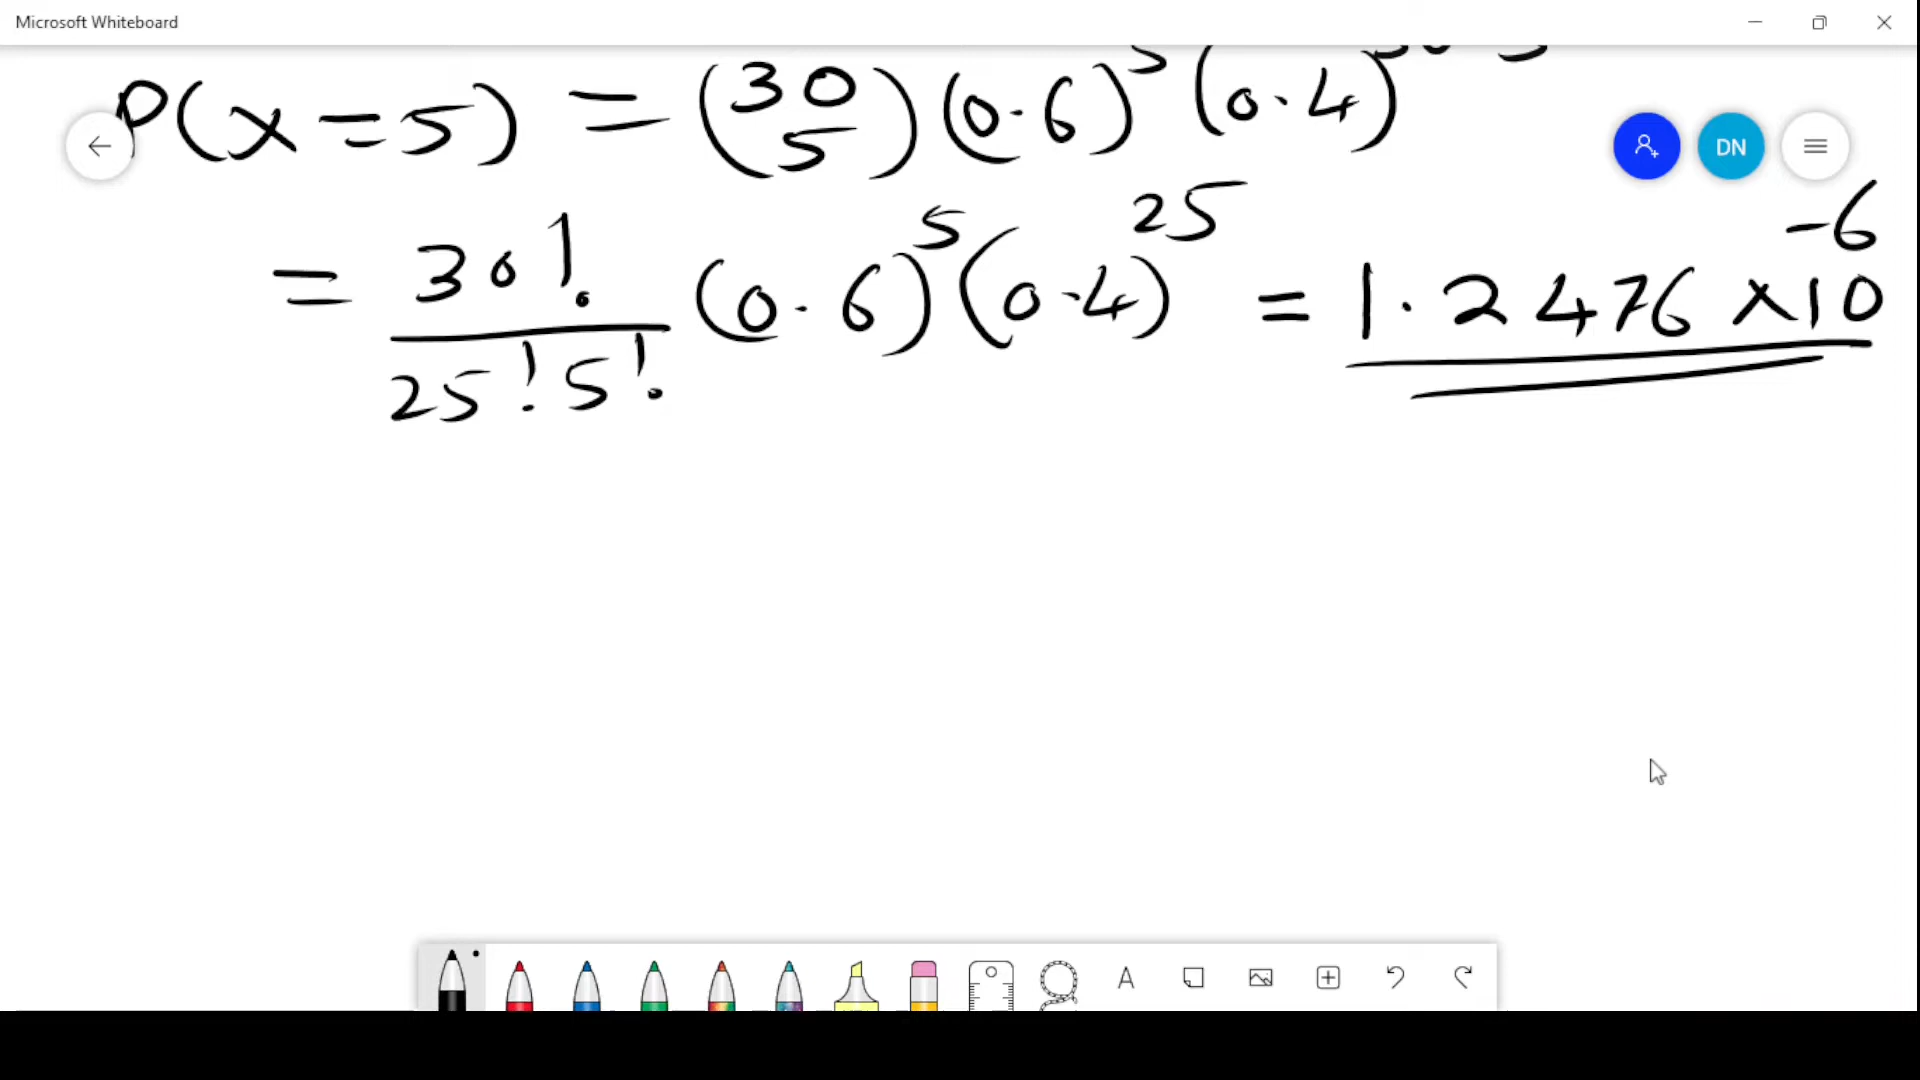 Microsoft Whiteboard
P(x=5) = (30 5)(0.6)^5 (0.4)
DN
= 30!/25!5! (0.6)^5 (0.4)^25 = 1.2476 x10^-6
A